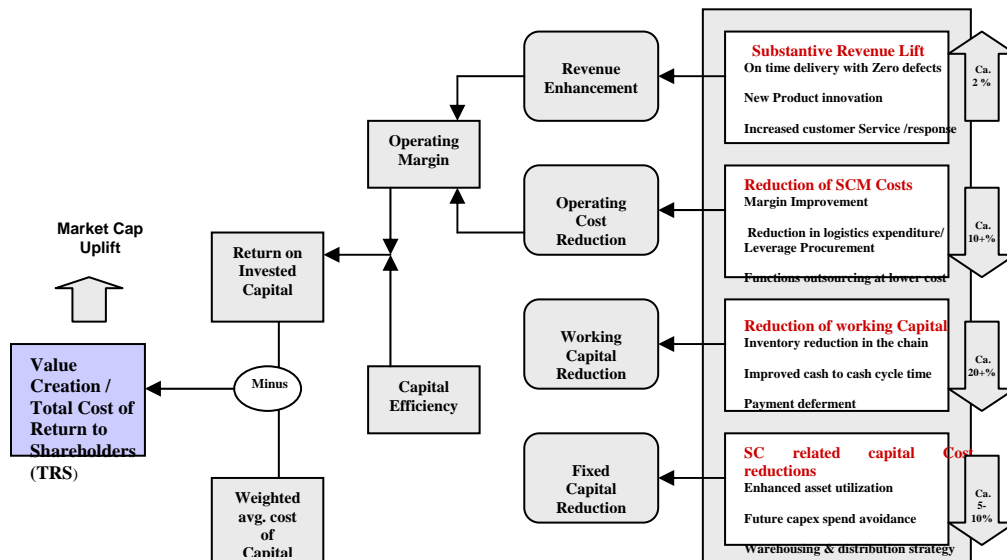 Market Cap
Uplift
Value
Creation /
Total Cost of
Return to
Shareholders
(TRS)
Return on
Invested
Capital
Minus
Weighted
avg. cost
of
Capital
Operating
Margin
Capital
Efficiency
Revenue
Enhancement
Operating
Cost
Reduction
Working
Capital
Reduction
Fixed
Capital
Reduction
Substantive Revenue Lift
On time delivery with Zero defects
New Product innovation
Increased customer Service /response
Ca.
2 %
Reduction of SCM Costs
Margin Improvement
Reduction in logistics expenditure/
Leverage Procurement
Functions outsourcing at lower cost
Ca.
10+%
Reduction of working Capital
Inventory reduction in the chain
Improved cash to cash cycle time
Payment deferment
Ca.
20+%
SC related capital Cost
reductions
Enhanced asset utilization
Future capex spend avoidance
Warehousing & distribution strategy
Ca.
5-
10%